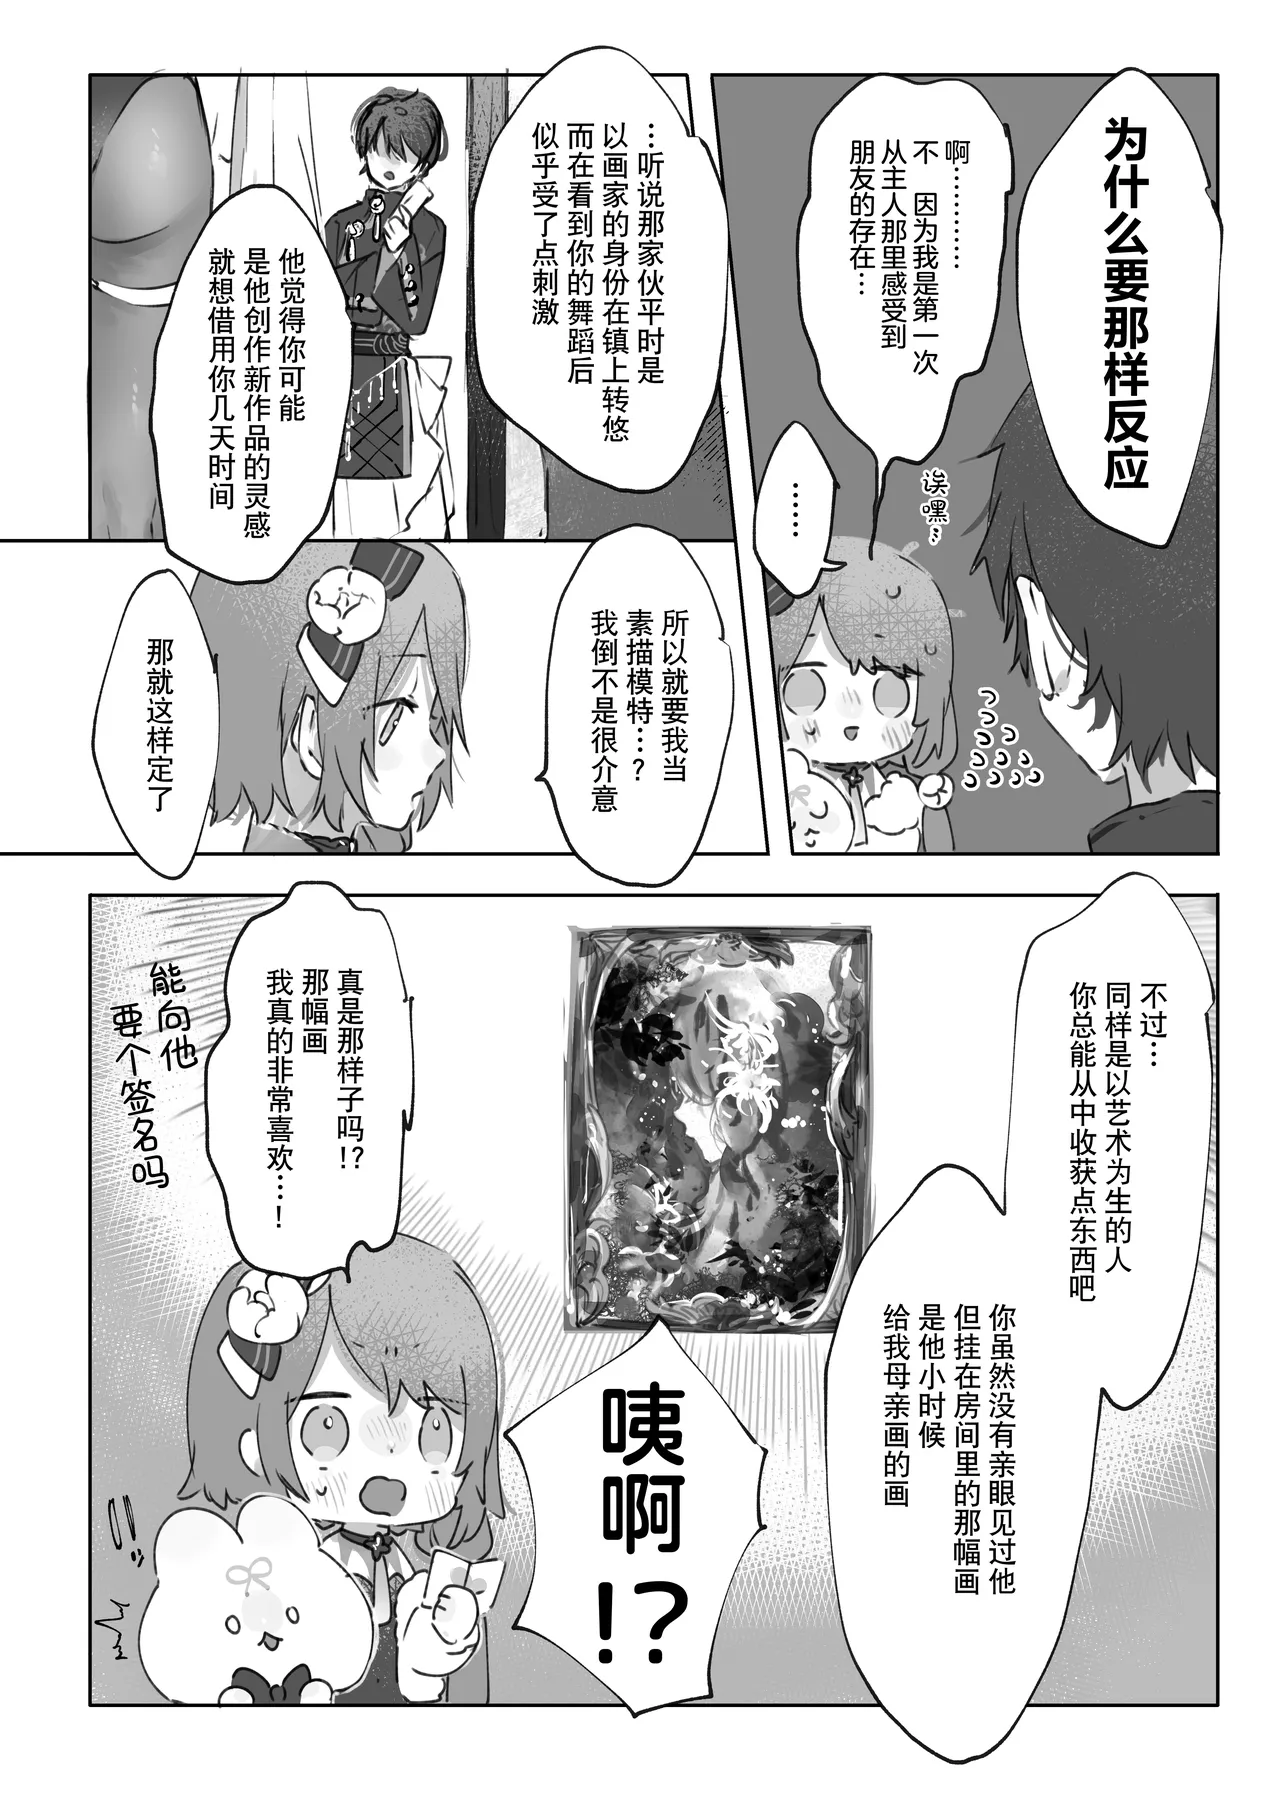 为什么要那样反应
啊…………
不 因为我是第一次
从主人那里感受到
朋友的存在…
诶嘿…
……
…听说那家伙平时是
以画家的身份在镇上转悠
而在看到你的舞蹈后
似乎受了点刺激
他觉得你可能
是他创作新作品的灵感
就想借用你几天时间
所以就要我当
素描模特…？
我倒不是很介意
那就这样定了
不过…
同样是以艺术为生的人
你总能从中收获点东西吧
你虽然没有亲眼见过他
但挂在房间里的那幅画
是他小时候
给我母亲画的画
咦啊！？
真是那样子吗！？
那幅画
我真的非常喜欢…！
能向他
要个签名吗